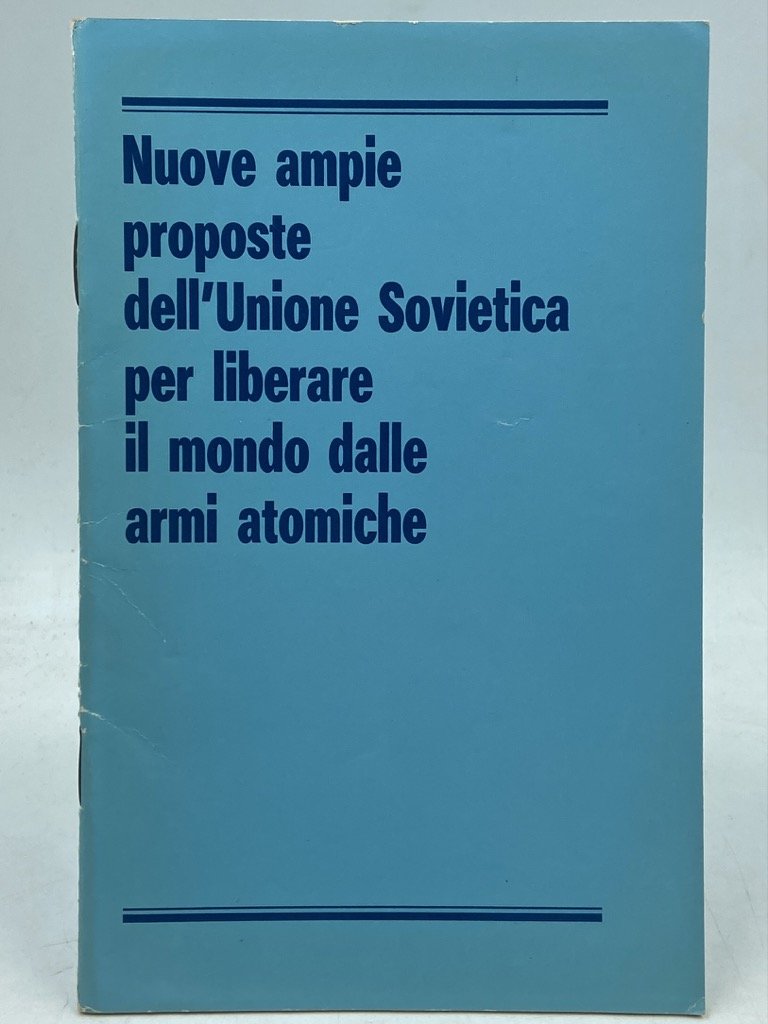 Nuove ampie
proposte
dell'Unione Sovietica
per liberare
il mondo dalle
armi atomiche